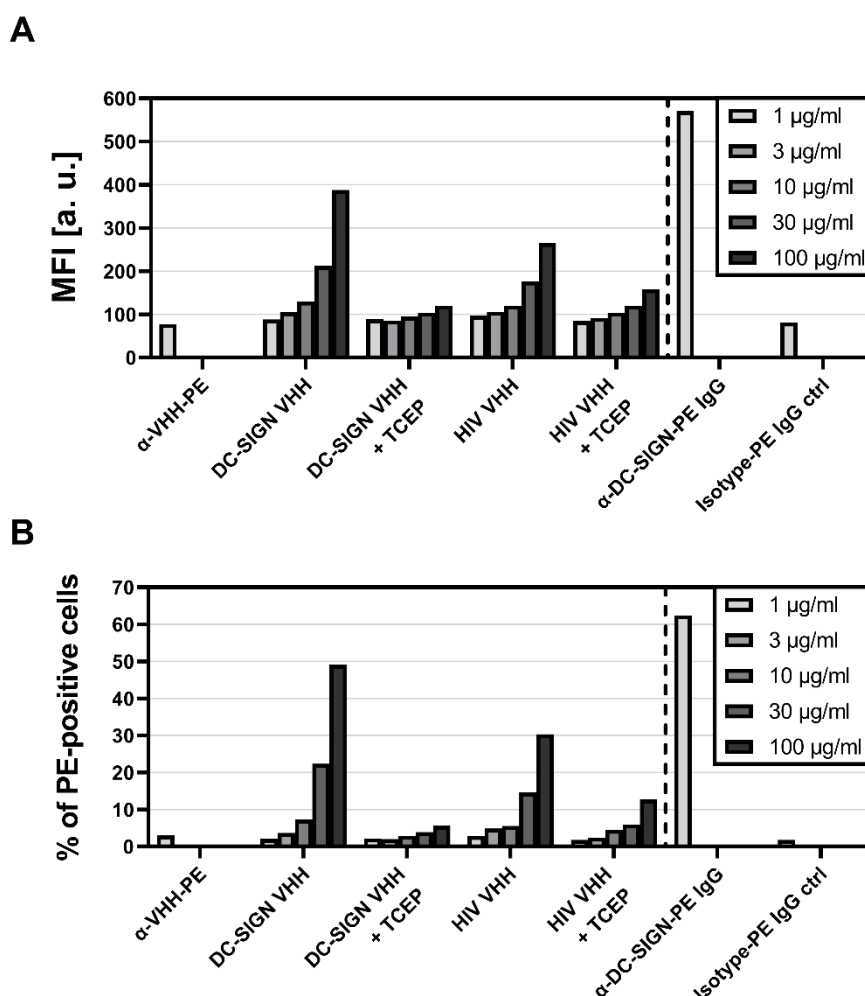 A
MFI [a. u.]
600
500
400
300
200
100
0
1 µg/ml
3 µg/ml
10 µg/ml
30 µg/ml
100 µg/ml
α-VHH-PE
DC-SIGN VHH
DC-SIGN VHH
+ TCEP
HIV VHH
HIV VHH
+ TCEP
α-DC-SIGN-PE IgG
Isotype-PE IgG ctrl
B
% of PE-positive cells
70
60
50
40
30
20
10
0
1 µg/ml
3 µg/ml
10 µg/ml
30 µg/ml
100 µg/ml
α-VHH-PE
DC-SIGN VHH
DC-SIGN VHH
+ TCEP
HIV VHH
HIV VHH
+ TCEP
α-DC-SIGN-PE IgG
Isotype-PE IgG ctrl